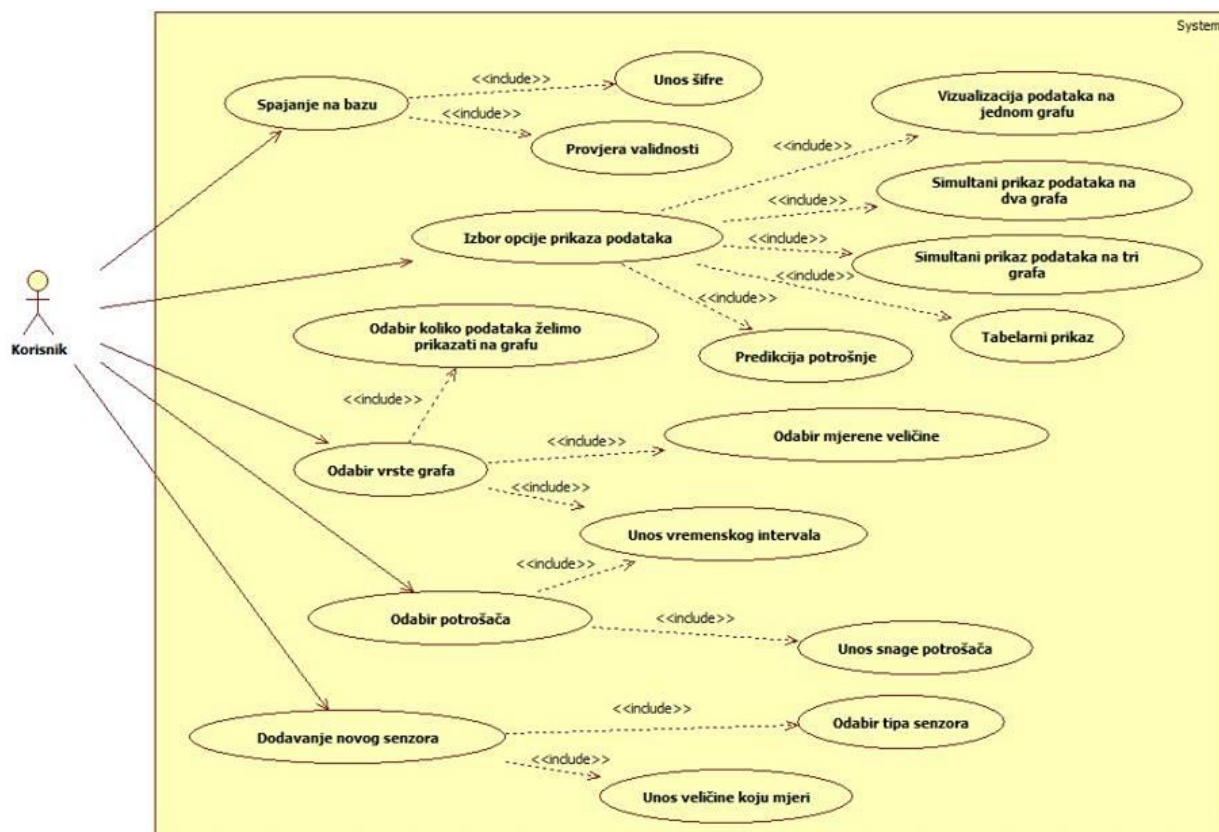 System
<<include>>
Unos šifre
Spajanje na bazu
<<include>>
Provjera validnosti
Vizualizacija podataka na
jednom grafu
<<include>>
Simultani prikaz podataka na
dva grafa
<<include>>
Izbor opcije prikaza podataka
<<include>>
Simultani prikaz podataka na tri
grafa
<<include>>
<<include>>
Tabelarni prikaz
Predikcija potrošnje
Korisnik
Odabir koliko podataka želimo
prikazati na grafu
<<include>>
Odabir vrste grafa
<<include>>
Odabir mjerene veličine
<<include>>
Unos vremenskog intervala
<<include>>
Odabir potrošača
<<include>>
Unos snage potrošača
<<include>>
Odabir tipa senzora
Dodavanje novog senzora
<<include>>
Unos veličine koju mjeri